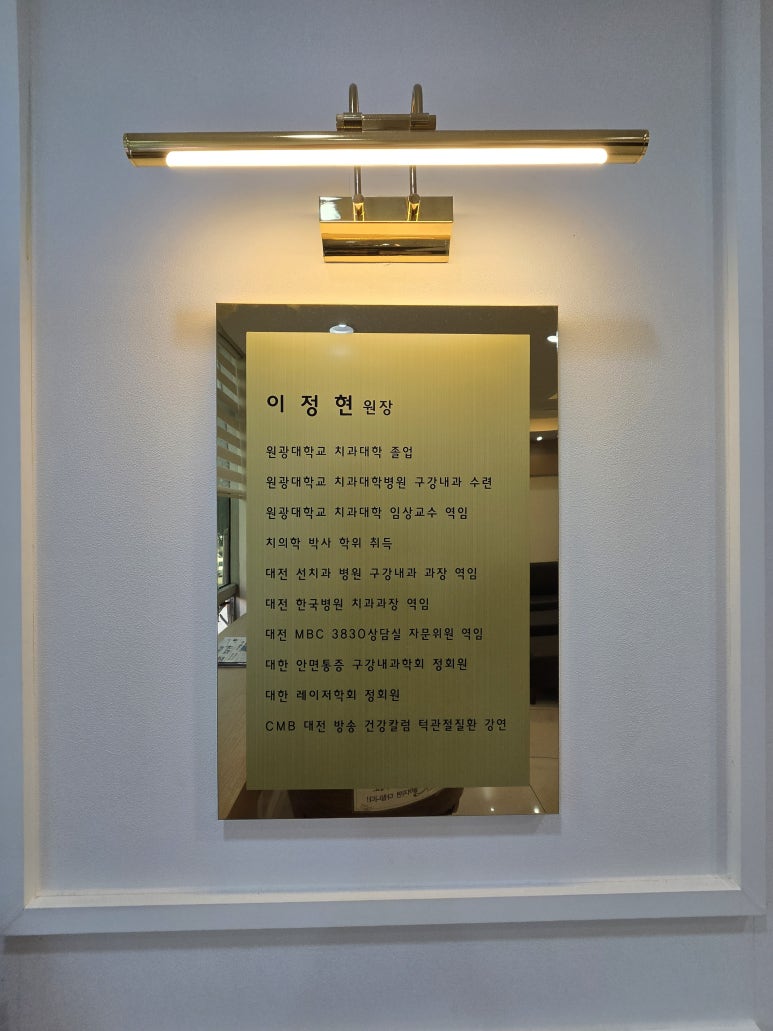 이 정 현 원장
원광대학교 치과대학 졸업
원광대학교 치과대학병원 구강내과 수련
원광대학교 치과대학 임상교수 역임
치의학 박사 학위 취득
대전 선치과 병원 구강내과 과장 역임
대전 한국병원 치과과장 역임
대전 MBC 3830상담실 자문위원 역임
대한 안면통증 구강내과학회 정회원
대한 레이저학회 정회원
CMB 대전 방송 건강칼럼 턱관절질환 강연